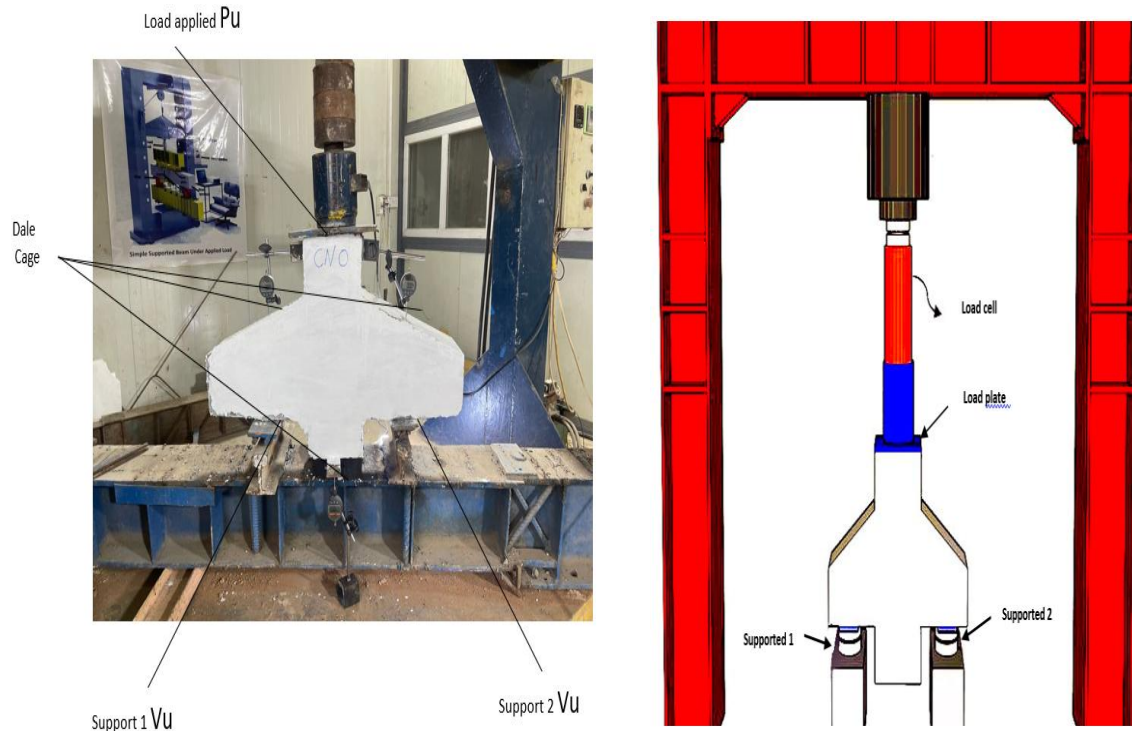 Load applied Pu
Simple Supported Beam Under Applied Load
Dale
Cage
CNO
Support 1 Vu
Support 2 Vu
Load cell
Load plate
Supported 1
Supported 2